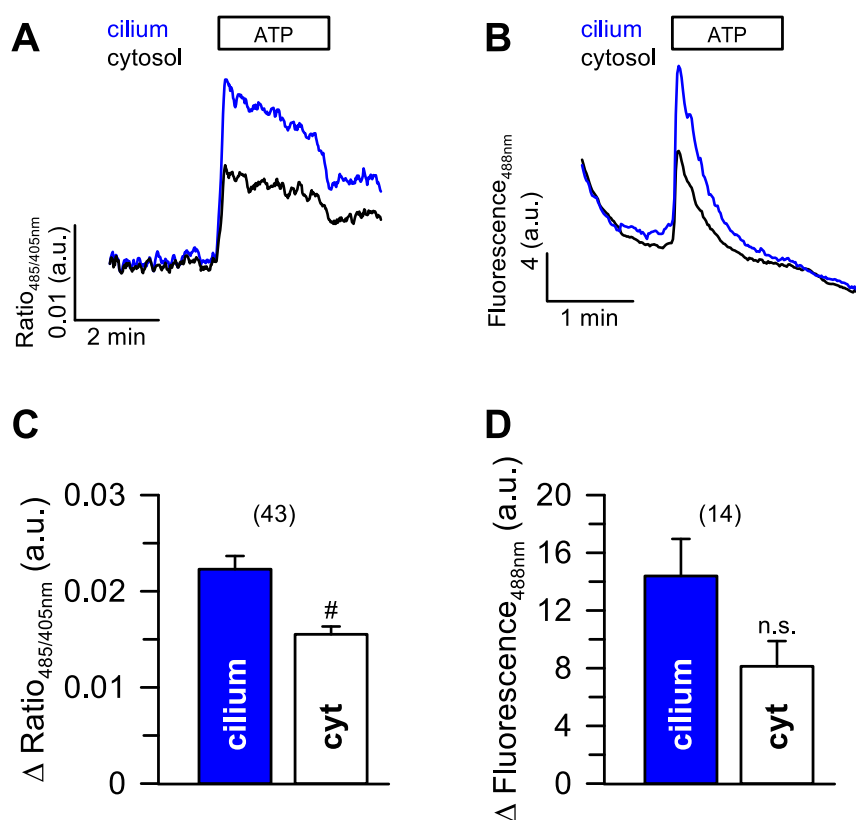 A
cilium
cytosol
ATP
Ratio485/405nm
0.01 (a.u.)
2 min
B
cilium
cytosol
ATP
Fluorescence488nm
4 (a.u.)
1 min
C
Δ Ratio485/405nm (a.u.)
0.03
0.02
0.01
0
(43)
#
cilium
cyt
D
Δ Fluorescence488nm (a.u.)
20
16
12
8
4
0
(14)
n.s.
cilium
cyt